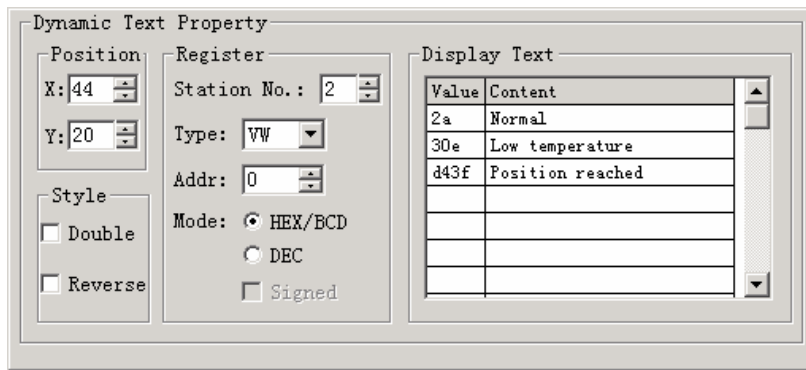 Dynamic Text Property
Position
X: 44
Y: 20
Style
Double
Reverse
Register
Station No.: 2
Type: VW
Addr: 0
Mode: HEX/BCD
DEC
Signed
Display Text
Value Content
2a Normal
30e Low temperature
d43f Position reached